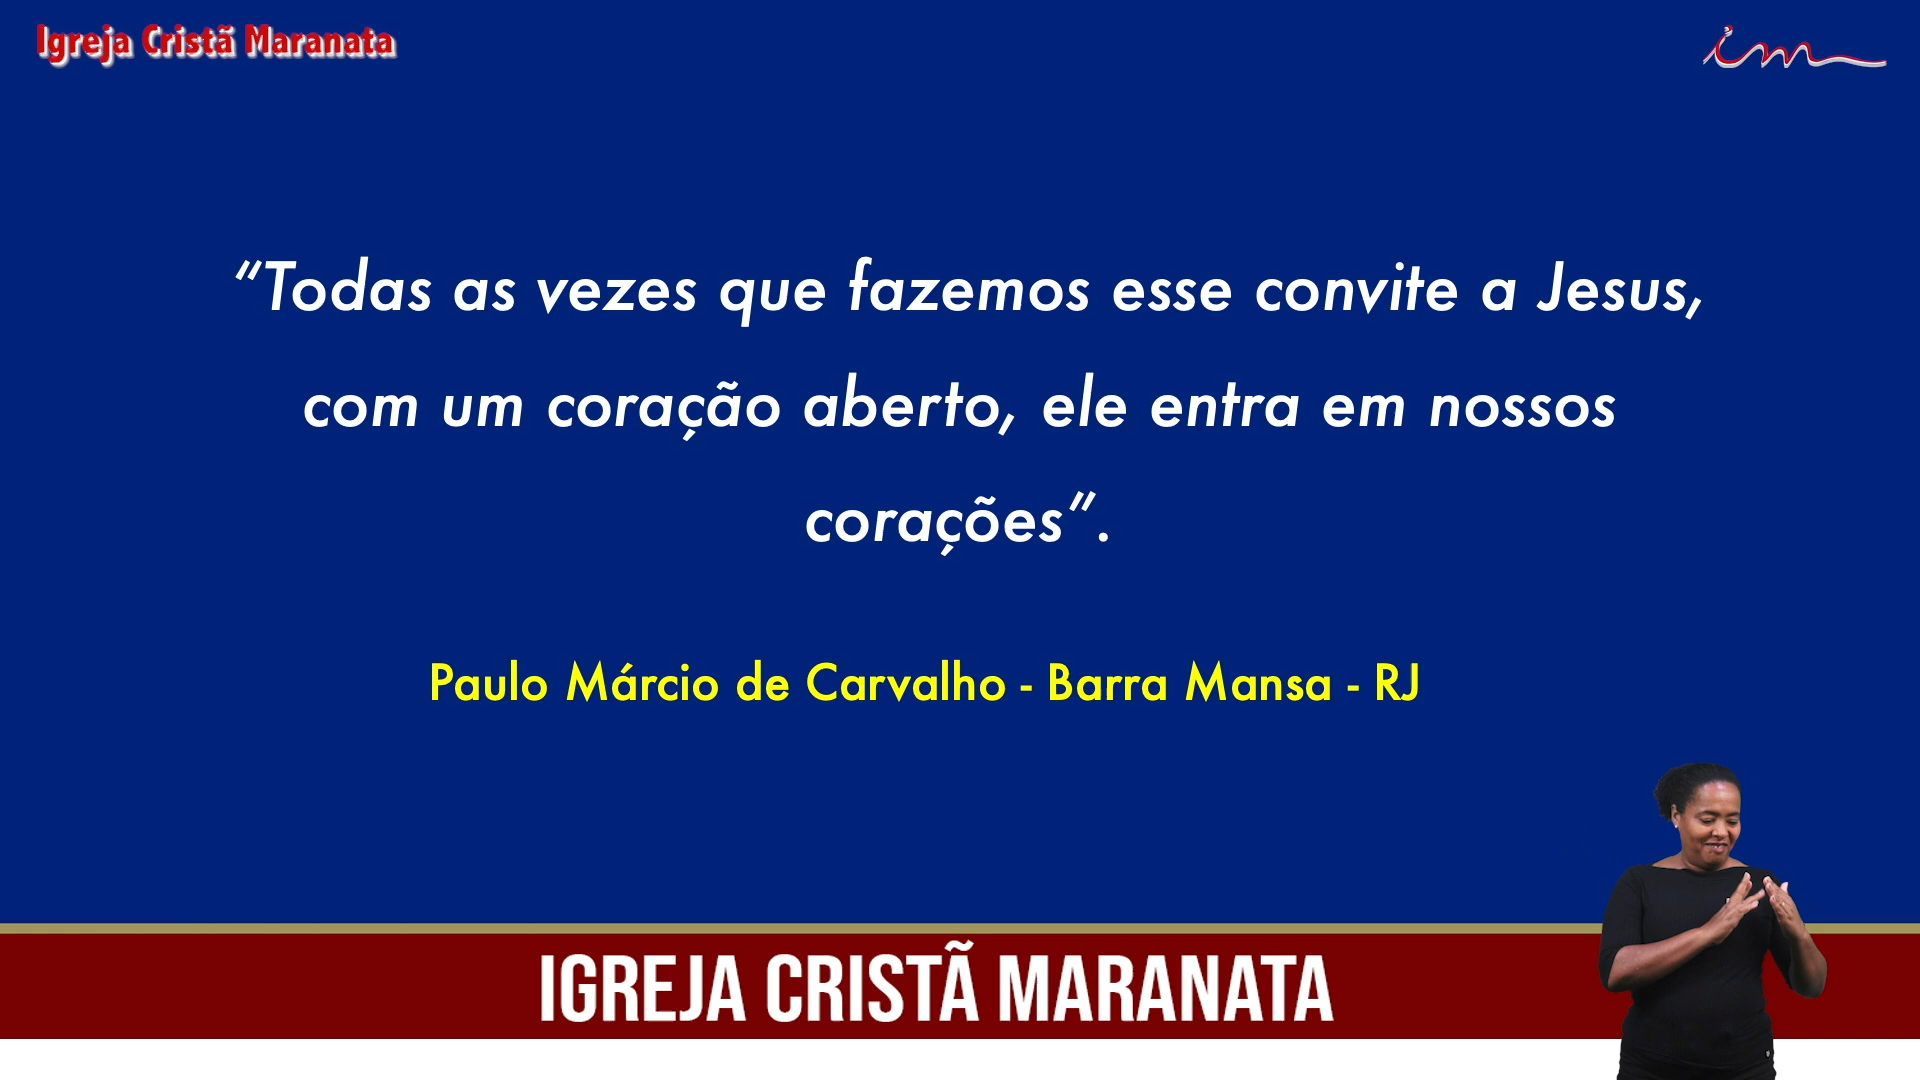 Igreja Cristã Maranata
im
“Todas as vezes que fazemos esse convite a Jesus,
com um coração aberto, ele entra em nossos
corações”.
Paulo Márcio de Carvalho - Barra Mansa - RJ
IGREJA CRISTÃ MARANATA